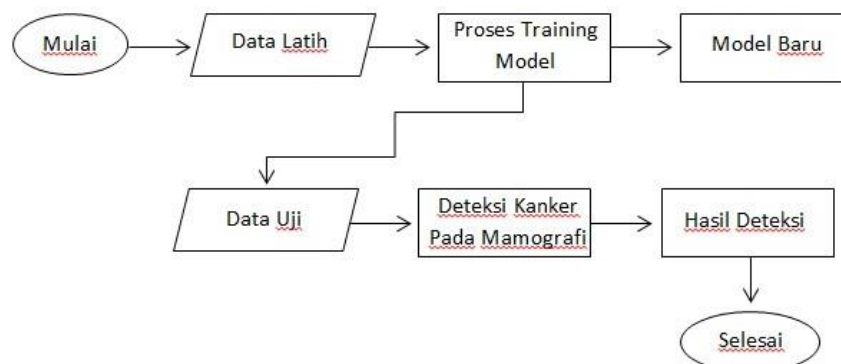 Mulai
Data Latih
Proses Training
Model
Model Baru
Data Uji
Deteksi Kanker
Pada Mamografi
Hasil Deteksi
Selesai